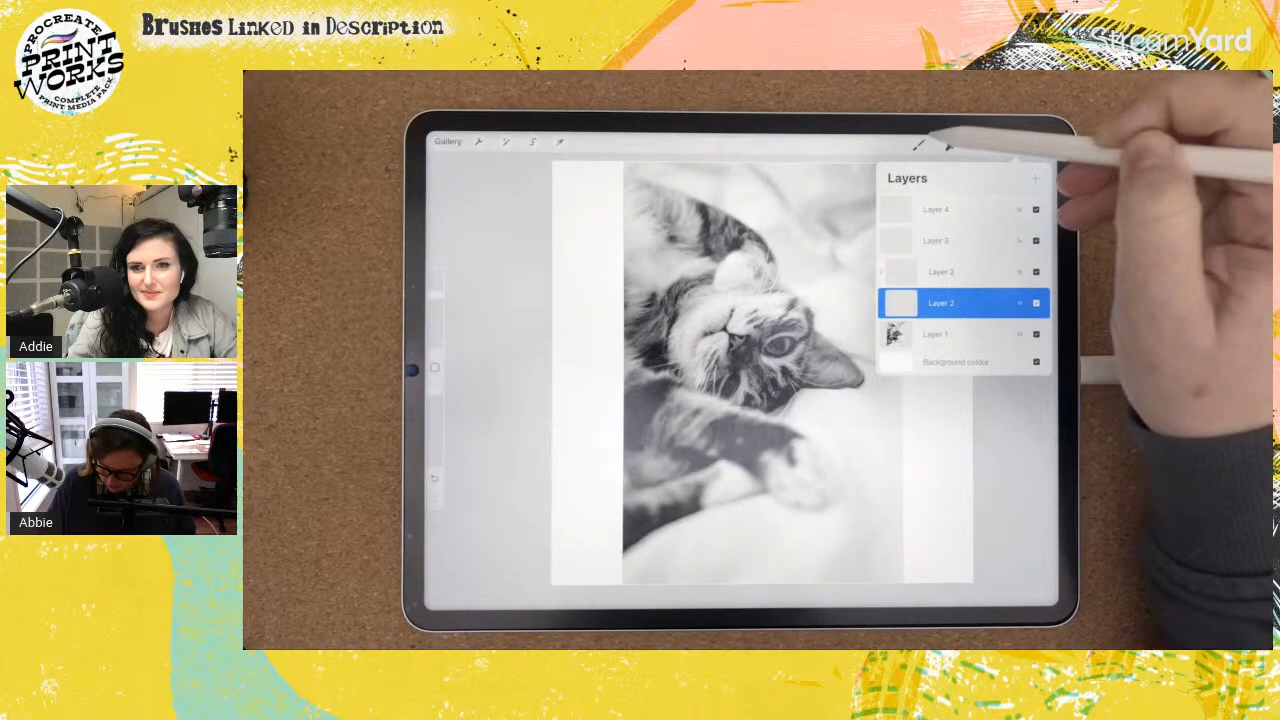 PROCREATE
PRINT
WORKS
COMPLETE
PRINT MEDIA PACK
Brushes Linked in Description
StreamYard
Addie
Abbie
Gallery
Layers
Layer 4
Layer 3
Layer 2
Layer 2
Layer 1
Background colour